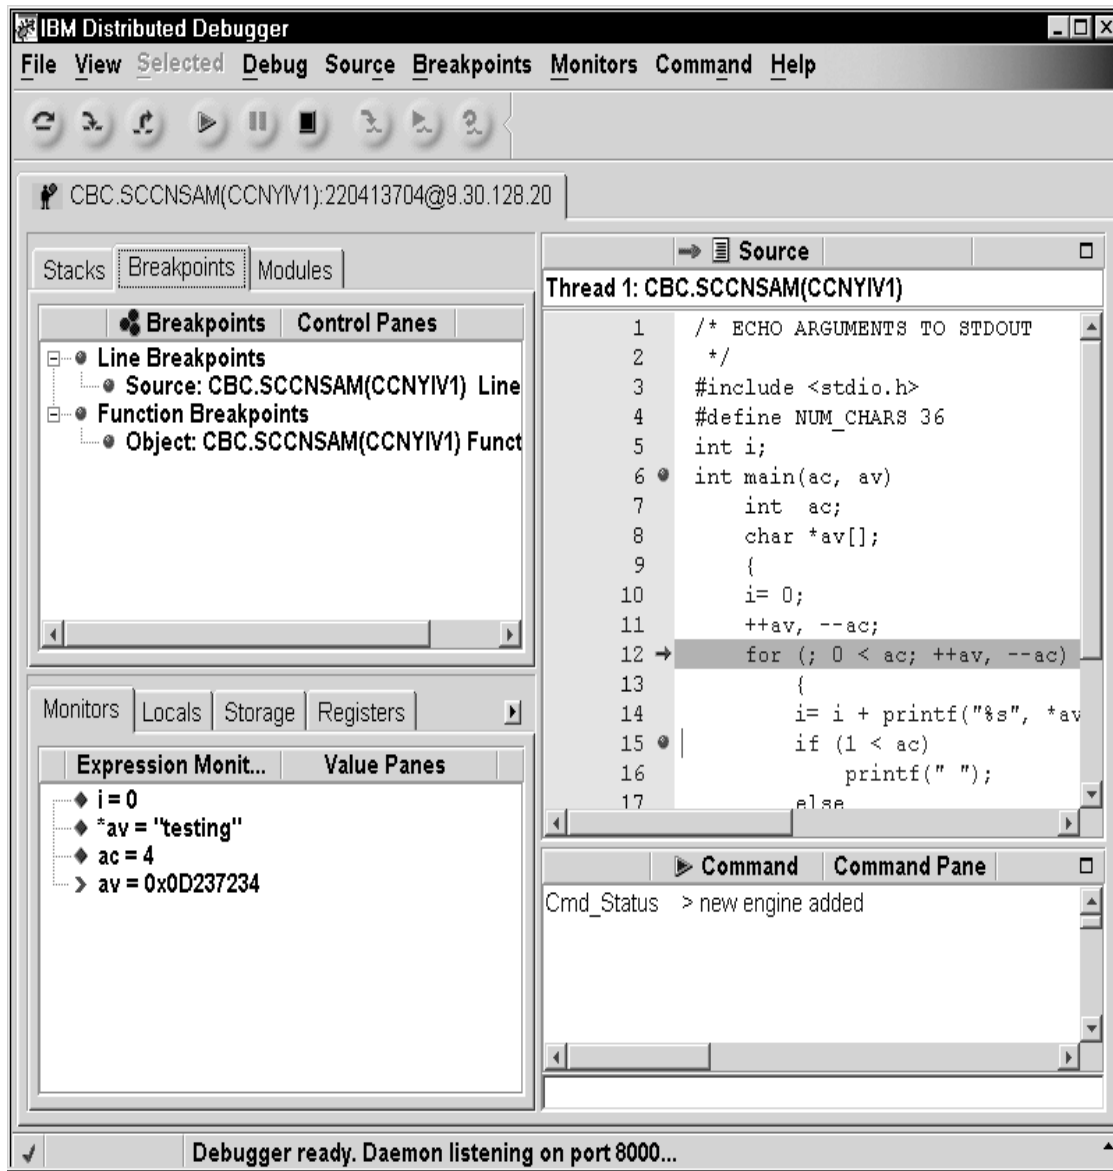 IBM Distributed Debugger
File View Selected Debug Source Breakpoints Monitors Command Help
CBC.SCCNSAM(CCNYIV1):220413704@9.30.128.20
Stacks Breakpoints Modules
Breakpoints Control Panes
Line Breakpoints
Source: CBC.SCCNSAM(CCNYIV1) Line
Function Breakpoints
Object: CBC.SCCNSAM(CCNYIV1) Funct
Monitors Locals Storage Registers
Expression Monit... Value Panes
i = 0
*av = "testing"
ac = 4
av = 0x0D237234
Source
Thread 1: CBC.SCCNSAM(CCNYIV1)
1 /* ECHO ARGUMENTS TO STDOUT
2 */
3 #include <stdio.h>
4 #define NUM_CHARS 36
5 int i;
6 int main(ac, av)
7 int ac;
8 char *av[];
9 {
10 i= 0;
11 ++av, --ac;
12 for (; 0 < ac; ++av, --ac)
13 {
14 i= i + printf("%s", *av
15 if (1 < ac)
16 printf(" ");
17 else
Command Command Pane
Cmd_Status > new engine added
Debugger ready. Daemon listening on port 8000...